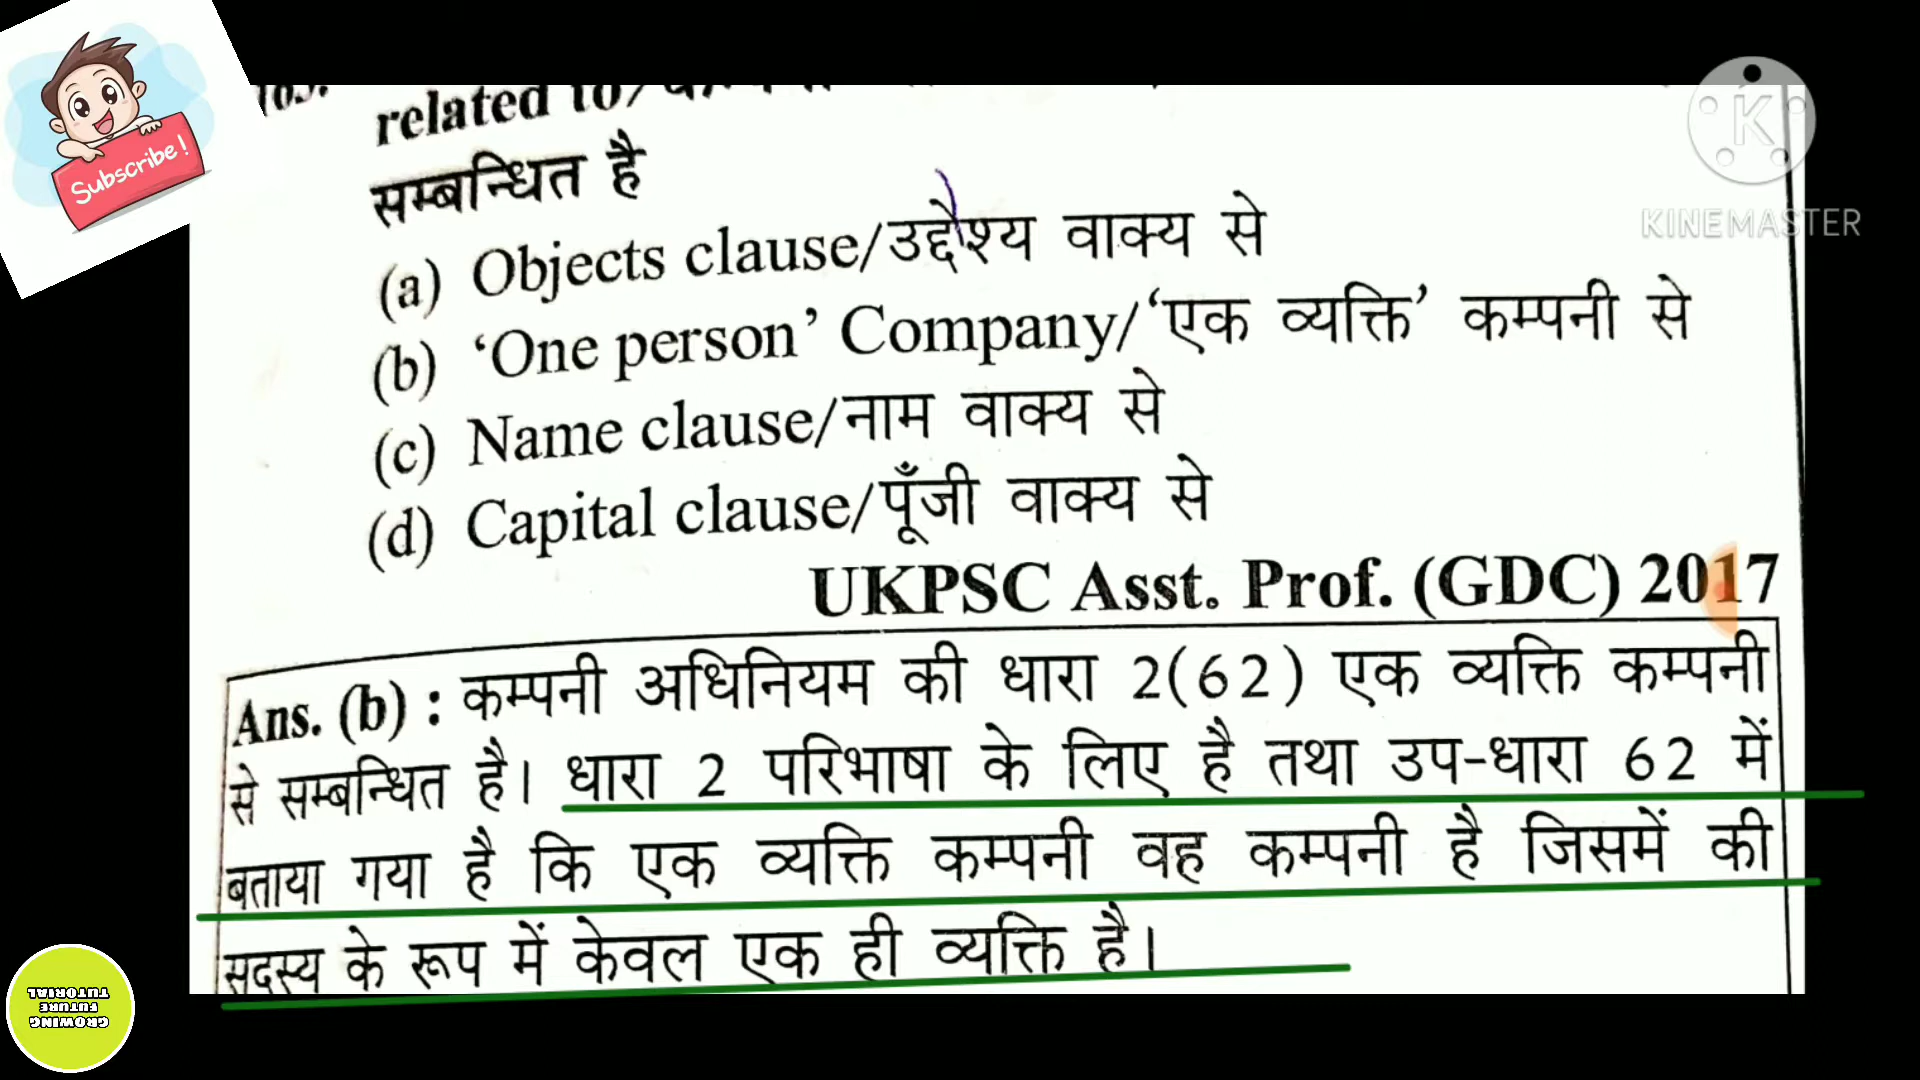 Subscribe!
related to/
सम्बन्धित है
(a) Objects clause/उद्देश्य वाक्य से
(b) ‘One person’ Company/‘एक व्यक्ति’ कम्पनी से
(c) Name clause/नाम वाक्य से
(d) Capital clause/पूँजी वाक्य से
UKPSC Asst. Prof. (GDC) 2017
Ans. (b) : कम्पनी अधिनियम की धारा 2(62) एक व्यक्ति कम्पनी
से सम्बन्धित है। धारा 2 परिभाषा के लिए है तथा उप-धारा 62 में
बताया गया है कि एक व्यक्ति कम्पनी वह कम्पनी है जिसमें की
सदस्य के रूप में केवल एक ही व्यक्ति है।
K
KINEMASTER
GROWING
FUTURE
TUTORIAL